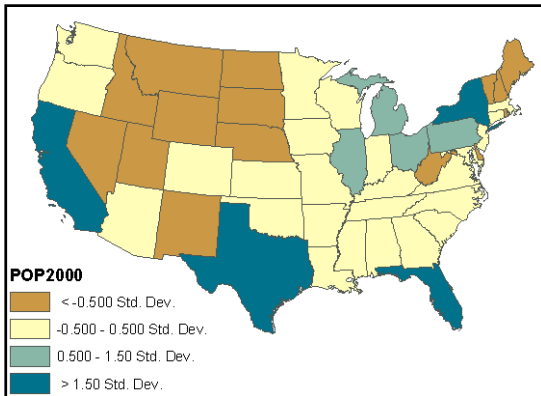 POP2000
< -0.500 Std. Dev.
-0.500 - 0.500 Std. Dev.
0.500 - 1.50 Std. Dev.
> 1.50 Std. Dev.